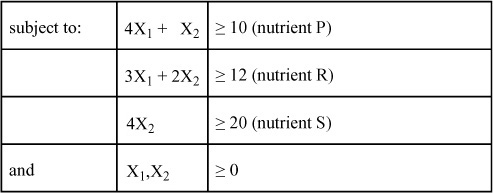 subject to: 4X₁ + X₂ ≥ 10 (nutrient P)
3X₁ + 2X₂ ≥ 12 (nutrient R)
4X₂ ≥ 20 (nutrient S)
and X₁,X₂ ≥ 0